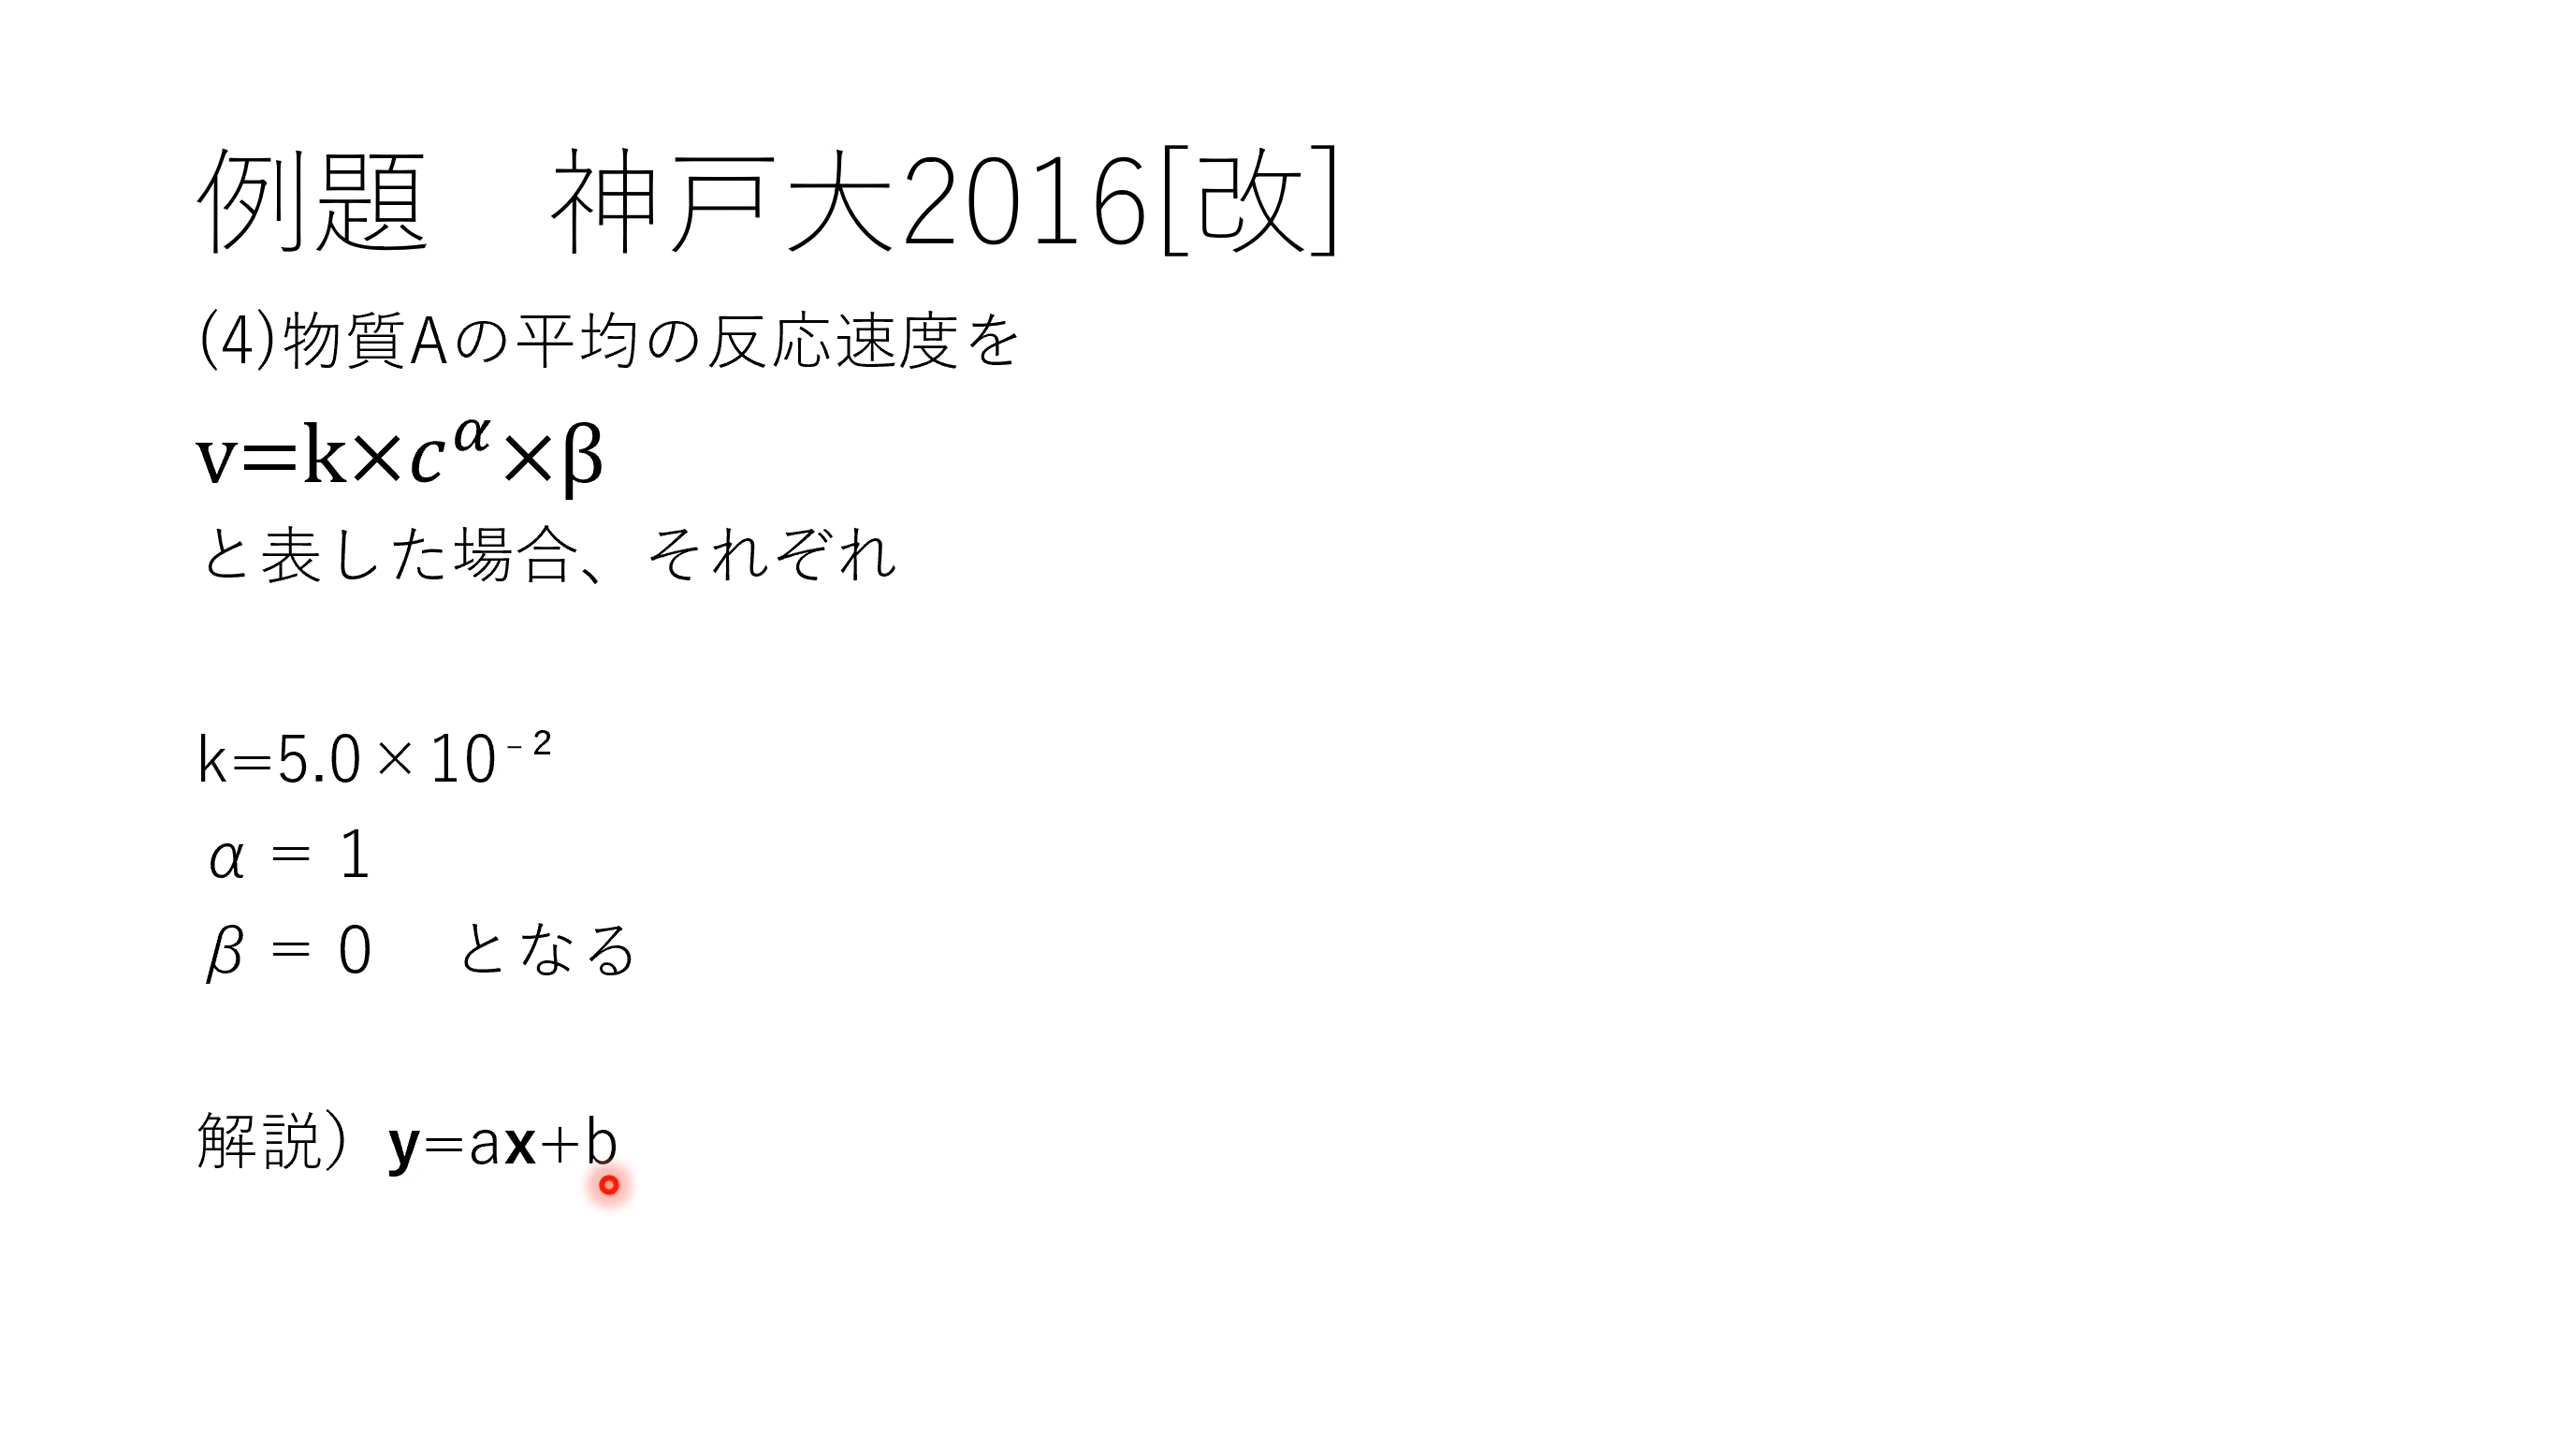 例題　神戸大2016[改]
(4)物質Aの平均の反応速度を
v=k×c^α×β
と表した場合、それぞれ
k=5.0×10⁻²
α = 1
β = 0　となる
解説）y=ax+b